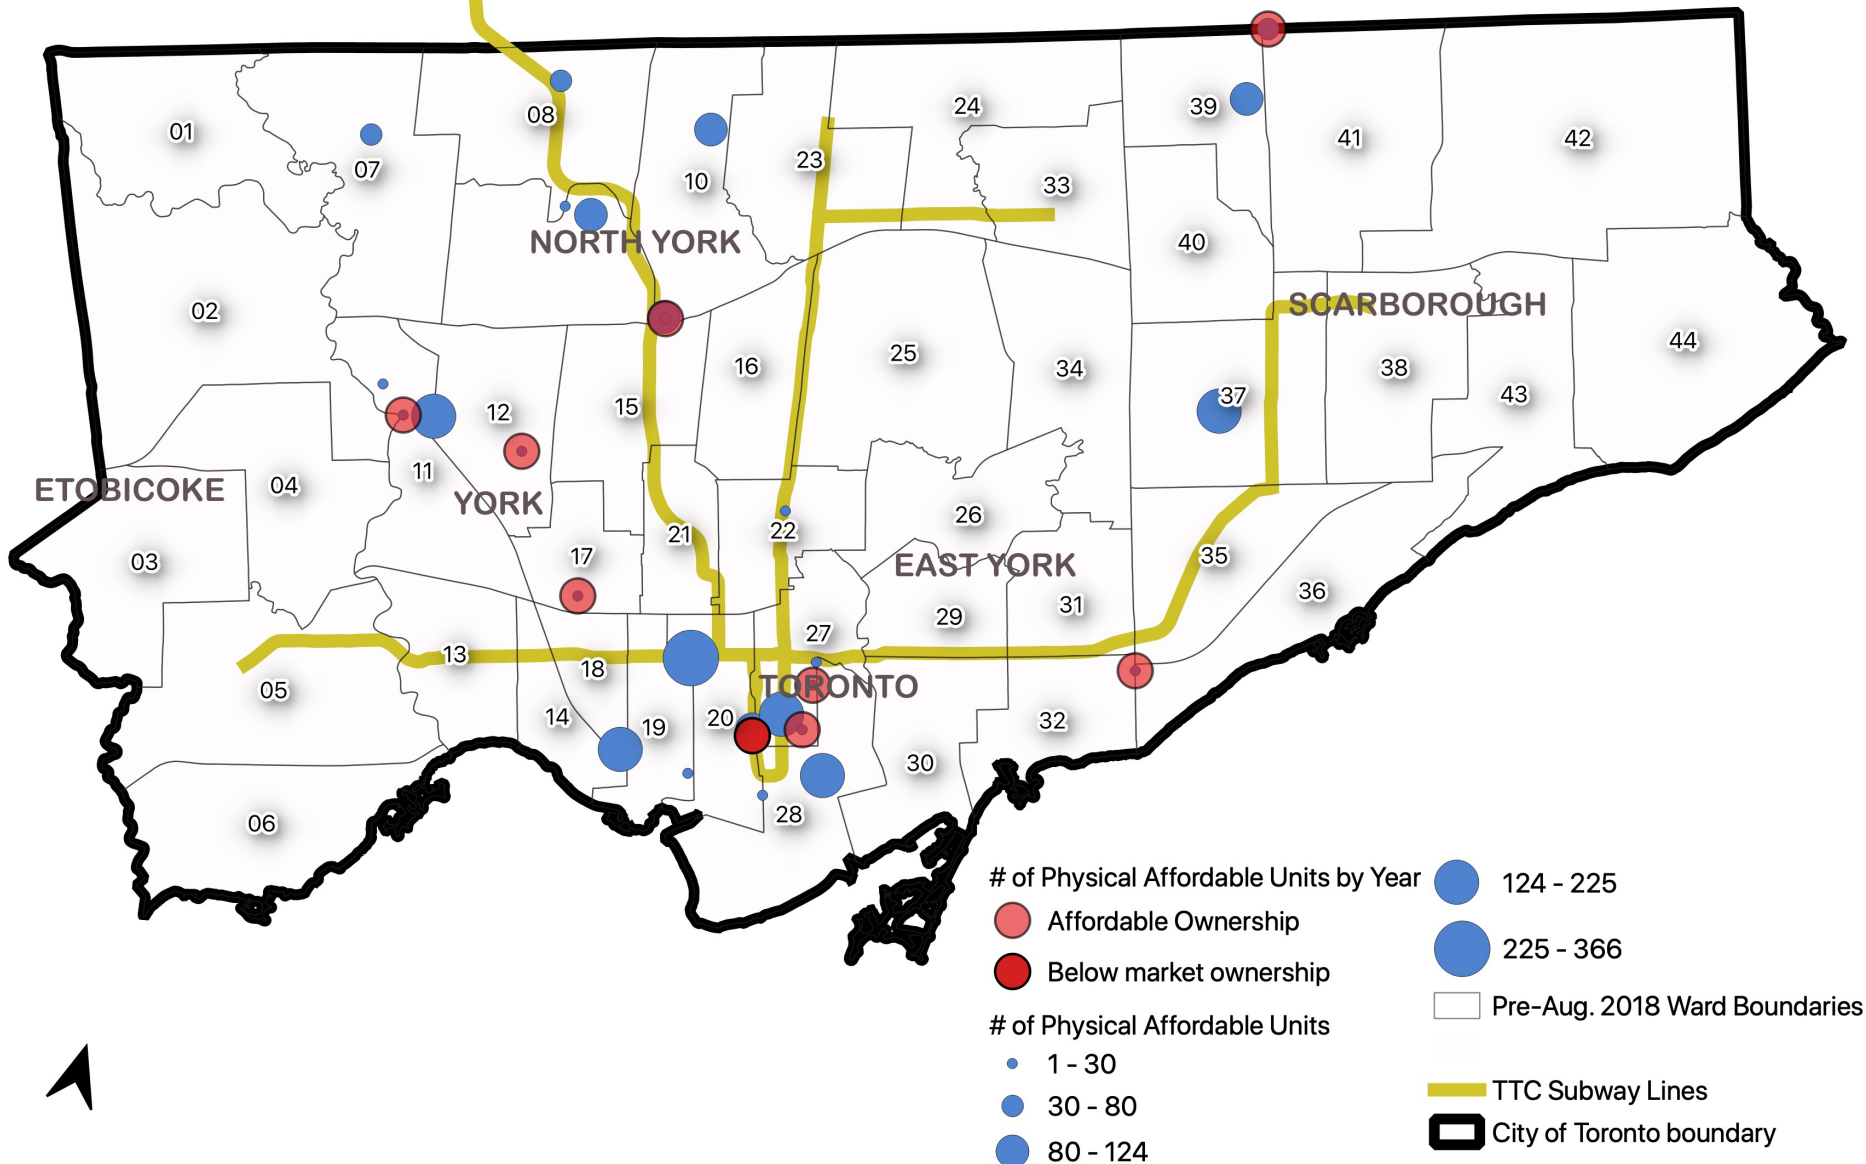 24
39
01
08
41
42
23
07
10
33
NORTH YORK
40
02
SCARBOROUGH
44
25
16
34
38
37
43
15
12
11
04
ETOBICOKE
YORK
26
22
21
03
17
EAST YORK
35
36
31
29
27
13
18
05
TORONTO
14
20
19
32
30
28
06
# of Physical Affordable Units by Year
Affordable Ownership
Below market ownership
# of Physical Affordable Units
1 - 30
30 - 80
80 - 124
124 - 225
225 - 366
Pre-Aug. 2018 Ward Boundaries
TTC Subway Lines
City of Toronto boundary